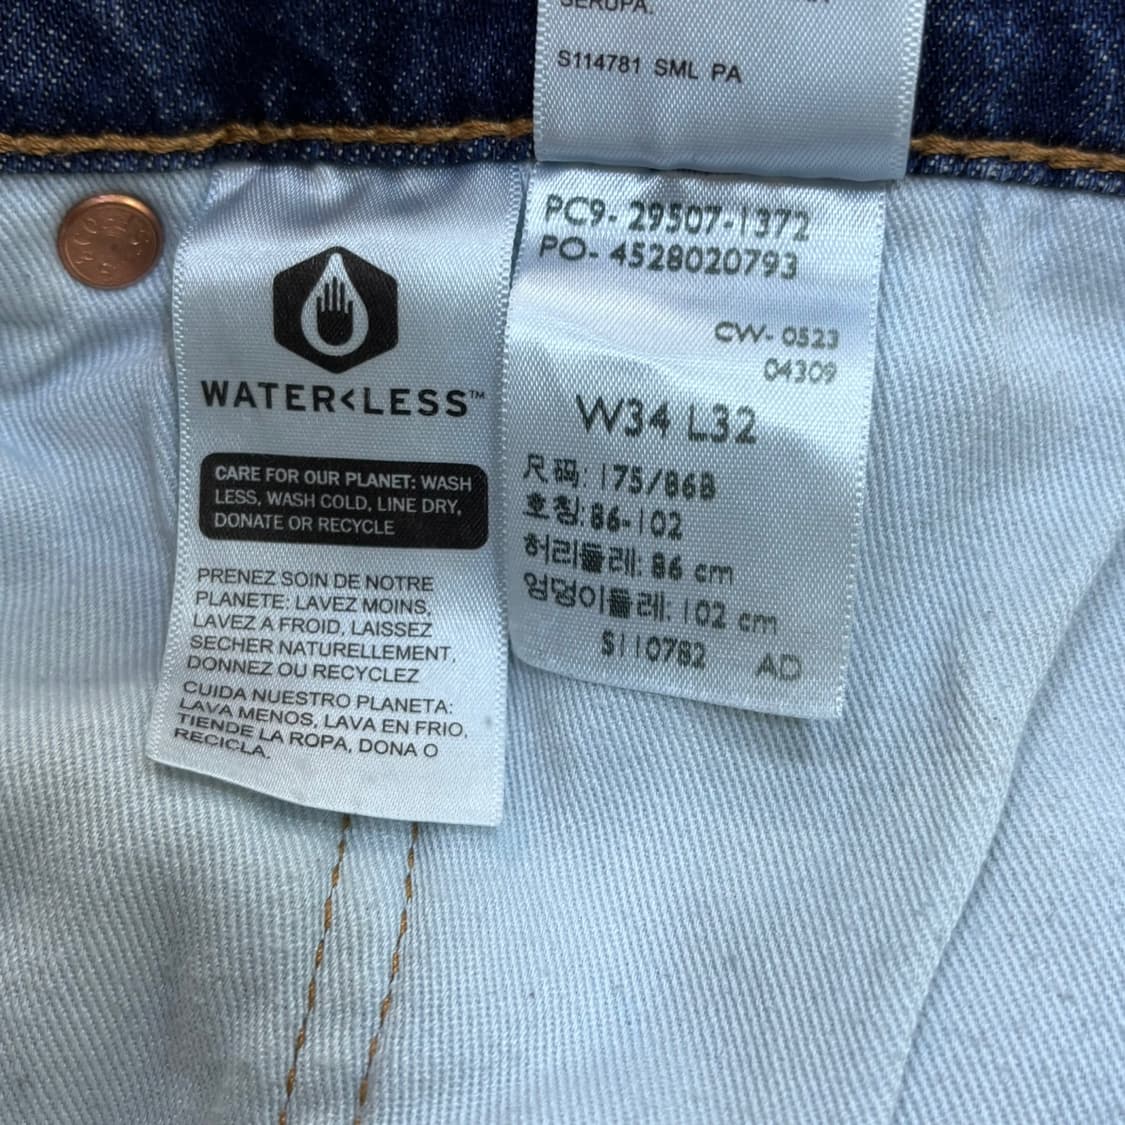 SERUPA.
S114781 SML PA
WATER<LESS™
CARE FOR OUR PLANET: WASH
LESS, WASH COLD, LINE DRY,
DONATE OR RECYCLE
PRENEZ SOIN DE NOTRE
PLANETE: LAVEZ MOINS,
LAVEZ A FROID, LAISSEZ
SECHER NATURELLEMENT,
DONNEZ OU RECYCLEZ
CUIDA NUESTRO PLANETA:
LAVA MENOS, LAVA EN FRIO,
TIENDE LA ROPA, DONA O
RECICLA.
PC9- 29507-1372
PO- 4528020793
CW- 0523
04309
W34 L32
尺码: 175/86B
호칭: 86-102
허리둘레: 86 cm
엉덩이둘레: 102 cm
S110782 AD